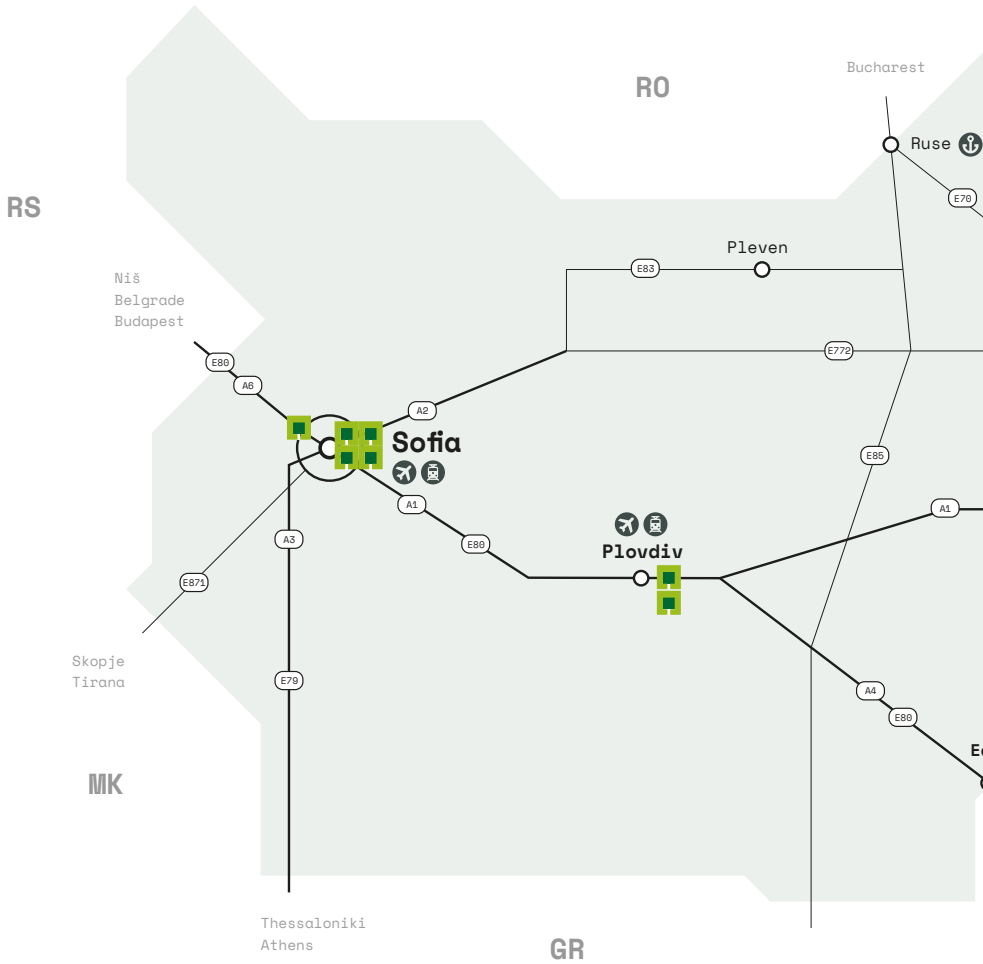 Bucharest
RO
Ruse
E70
RS
Pleven
E83
Niš
Belgrade
Budapest
E80
A6
E772
A2
Sofia
E85
A1
A1
A3
E80
Plovdiv
E871
Skopje
Tirana
E79
A4
E80
MK
Thessaloniki
Athens
GR